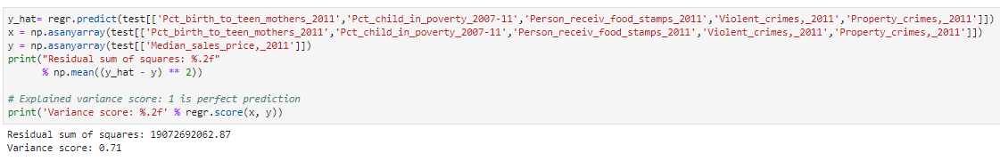 y_hat= regr.predict(test[['Pct_birth_to_teen_mothers_2011','Pct_child_in_poverty_2007-11','Person_receiv_food_stamps_2011','Violent_crimes,_2011','Property_crimes,_2011']])
x = np.asanyarray(test[['Pct_birth_to_teen_mothers_2011','Pct_child_in_poverty_2007-11','Person_receiv_food_stamps_2011','Violent_crimes,_2011','Property_crimes,_2011']])
y = np.asanyarray(test[['Median_sales_price,_2011']])
print("Residual sum of squares: %.2f"
      % np.mean((y_hat - y) ** 2))
# Explained variance score: 1 is perfect prediction
print('Variance score: %.2f' % regr.score(x, y))
Residual sum of squares: 19072692062.87
Variance score: 0.71